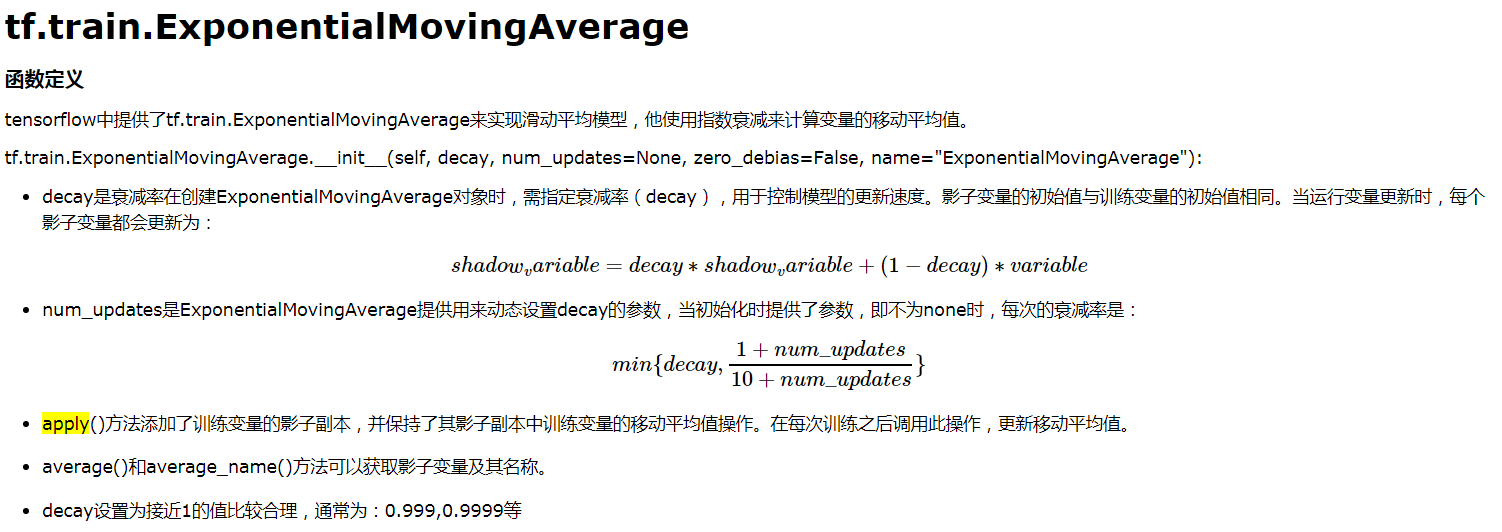 tf.train.ExponentialMovingAverage
函数定义
tensorflow中提供了tf.train.ExponentialMovingAverage来实现滑动平均模型，他使用指数衰减来计算变量的移动平均值。
tf.train.ExponentialMovingAverage.__init__(self, decay, num_updates=None, zero_debias=False, name="ExponentialMovingAverage"):
• decay是衰减率在创建ExponentialMovingAverage对象时，需指定衰减率（decay），用于控制模型的更新速度。影子变量的初始值与训练变量的初始值相同。当运行变量更新时，每个
影子变量都会更新为：
shadow_variable = decay * shadow_variable + (1 − decay) * variable
• num_updates是ExponentialMovingAverage提供用来动态设置decay的参数，当初始化时提供了参数，即不为none时，每次的衰减率是：
min{decay, \frac{1 + num\_updates}{10 + num\_updates}}
• apply()方法添加了训练变量的影子副本，并保持了其影子副本中训练变量的移动平均值操作。在每次训练之后调用此操作，更新移动平均值。
• average()和average_name()方法可以获取影子变量及其名称。
• decay设置为接近1的值比较合理，通常为：0.999,0.9999等